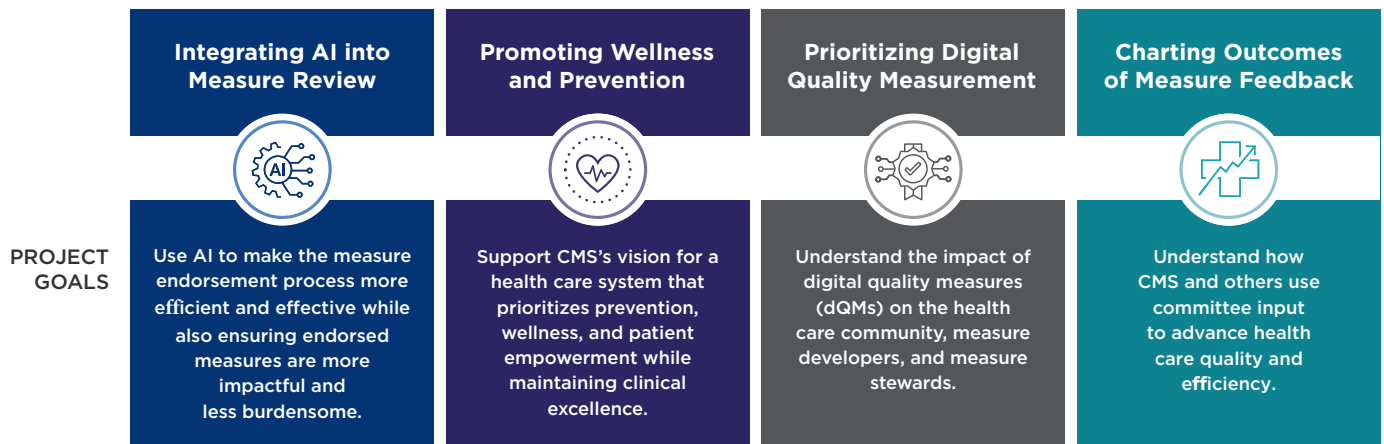 Integrating AI into
Measure Review
Promoting Wellness
and Prevention
Prioritizing Digital
Quality Measurement
Charting Outcomes
of Measure Feedback
AI
PROJECT
GOALS
Use AI to make the measure
endorsement process more
efficient and effective while
also ensuring endorsed
measures are more
impactful and
less burdensome.
Support CMS's vision for a
health care system that
prioritizes prevention,
wellness, and patient
empowerment while
maintaining clinical
excellence.
Understand the impact of
digital quality measures
(dQMs) on the health
care community, measure
developers, and measure
stewards.
Understand how
CMS and others use
committee input
to advance health
care quality and
efficiency.